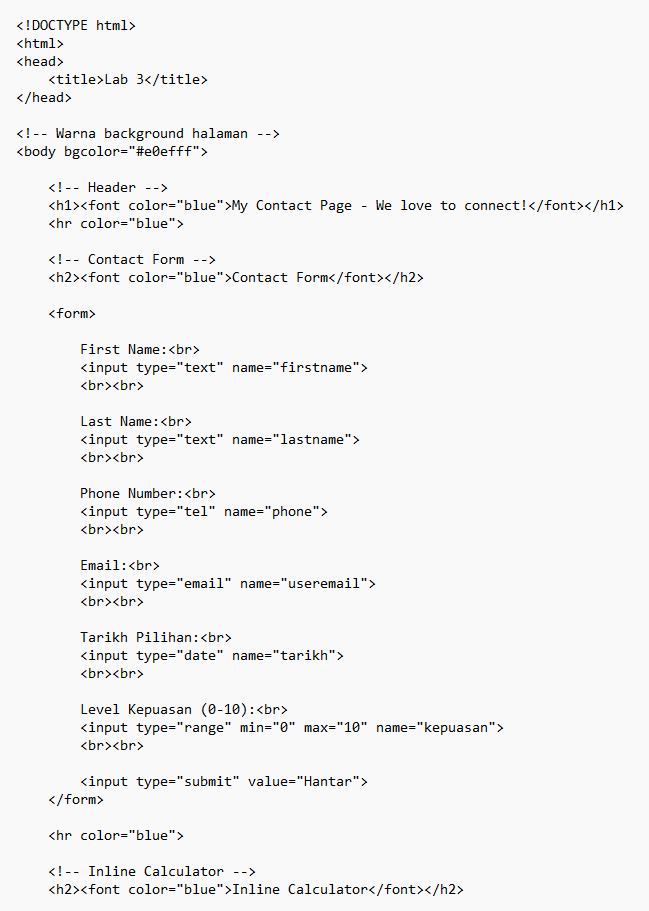 <!DOCTYPE html>
<html>
<head>
    <title>Lab 3</title>
</head>

<!-- Warna background halaman -->
<body bgcolor="#e0efff">

    <!-- Header -->
    <h1><font color="blue">My Contact Page - We love to connect!</font></h1>
    <hr color="blue">

    <!-- Contact Form -->
    <h2><font color="blue">Contact Form</font></h2>

    <form>

        First Name:<br>
        <input type="text" name="firstname">
        <br><br>

        Last Name:<br>
        <input type="text" name="lastname">
        <br><br>

        Phone Number:<br>
        <input type="tel" name="phone">
        <br><br>

        Email:<br>
        <input type="email" name="useremail">
        <br><br>

        Tarikh Pilihan:<br>
        <input type="date" name="tarikh">
        <br><br>

        Level Kepuasan (0-10):<br>
        <input type="range" min="0" max="10" name="kepuasan">
        <br><br>

        <input type="submit" value="Hantar">
    </form>

    <hr color="blue">

    <!-- Inline Calculator -->
    <h2><font color="blue">Inline Calculator</font></h2>